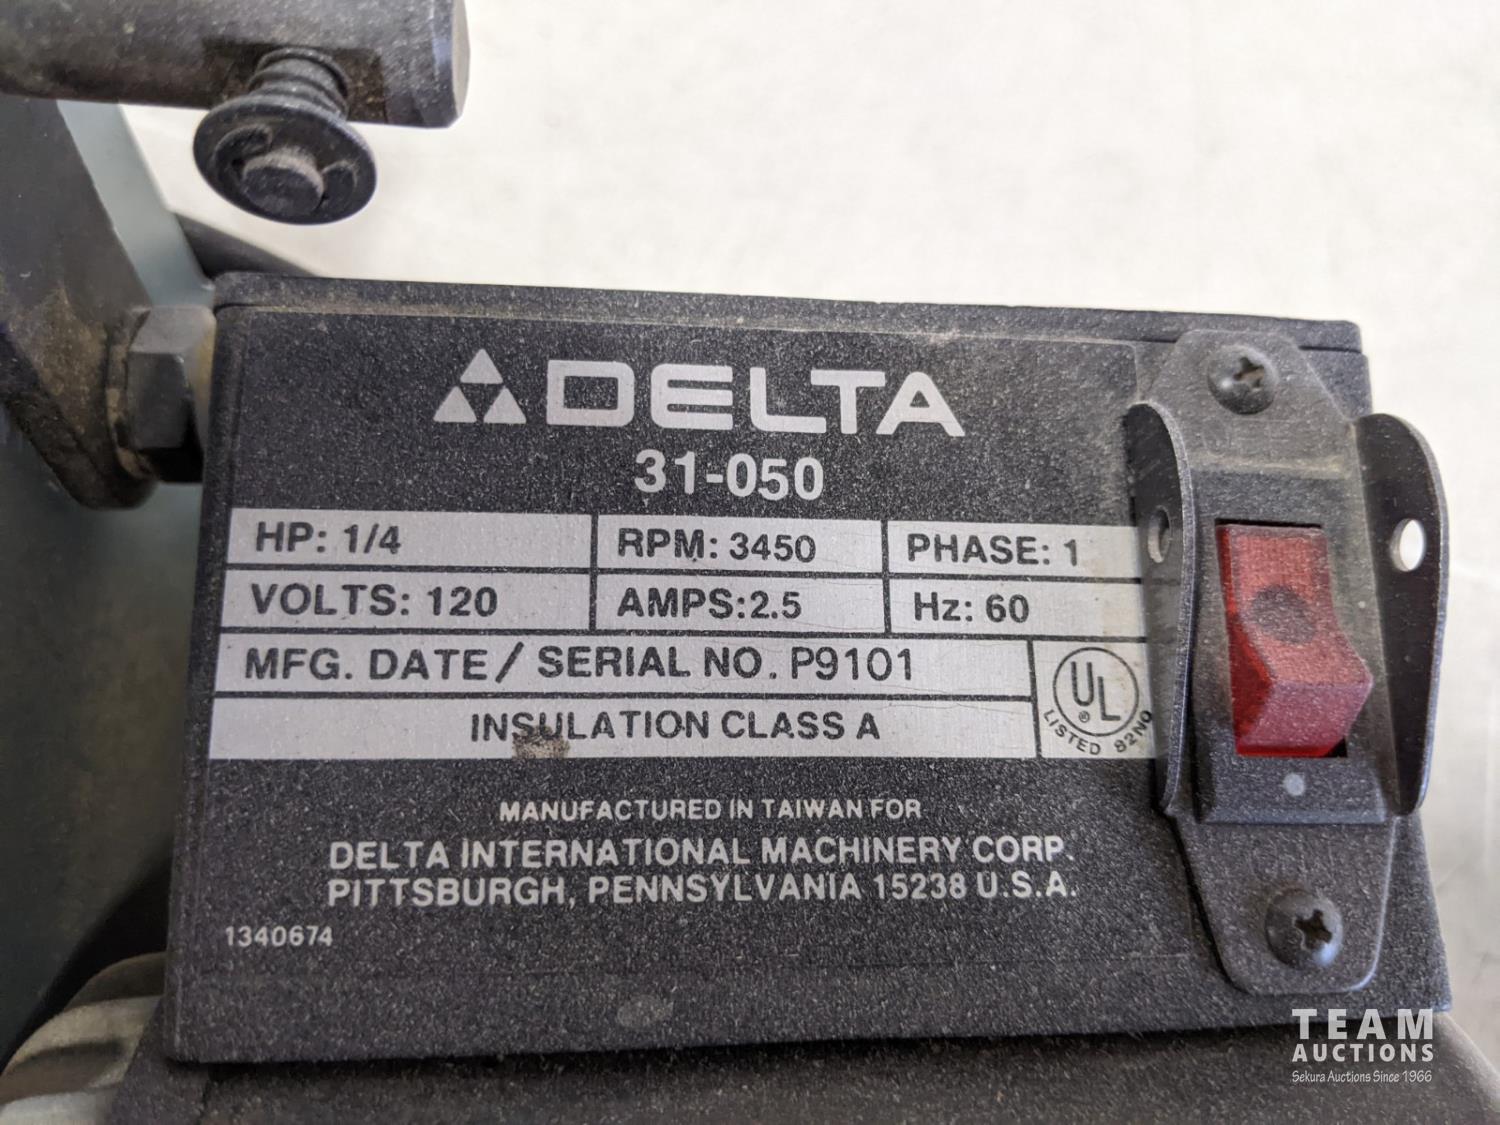 DELTA
31-050
HP: 1/4 RPM: 3450 PHASE: 1
VOLTS: 120 AMPS:2.5 Hz: 60
MFG. DATE/SERIAL NO. P9101
INSULATION CLASS A
UL
®
LISTED 82NO
MANUFACTURED IN TAIWAN FOR
DELTA INTERNATIONAL MACHINERY CORP.
PITTSBURGH, PENNSYLVANIA 15238 U.S.A.
1340674
TEAM
AUCTIONS
Sekura Auctions Since 1966